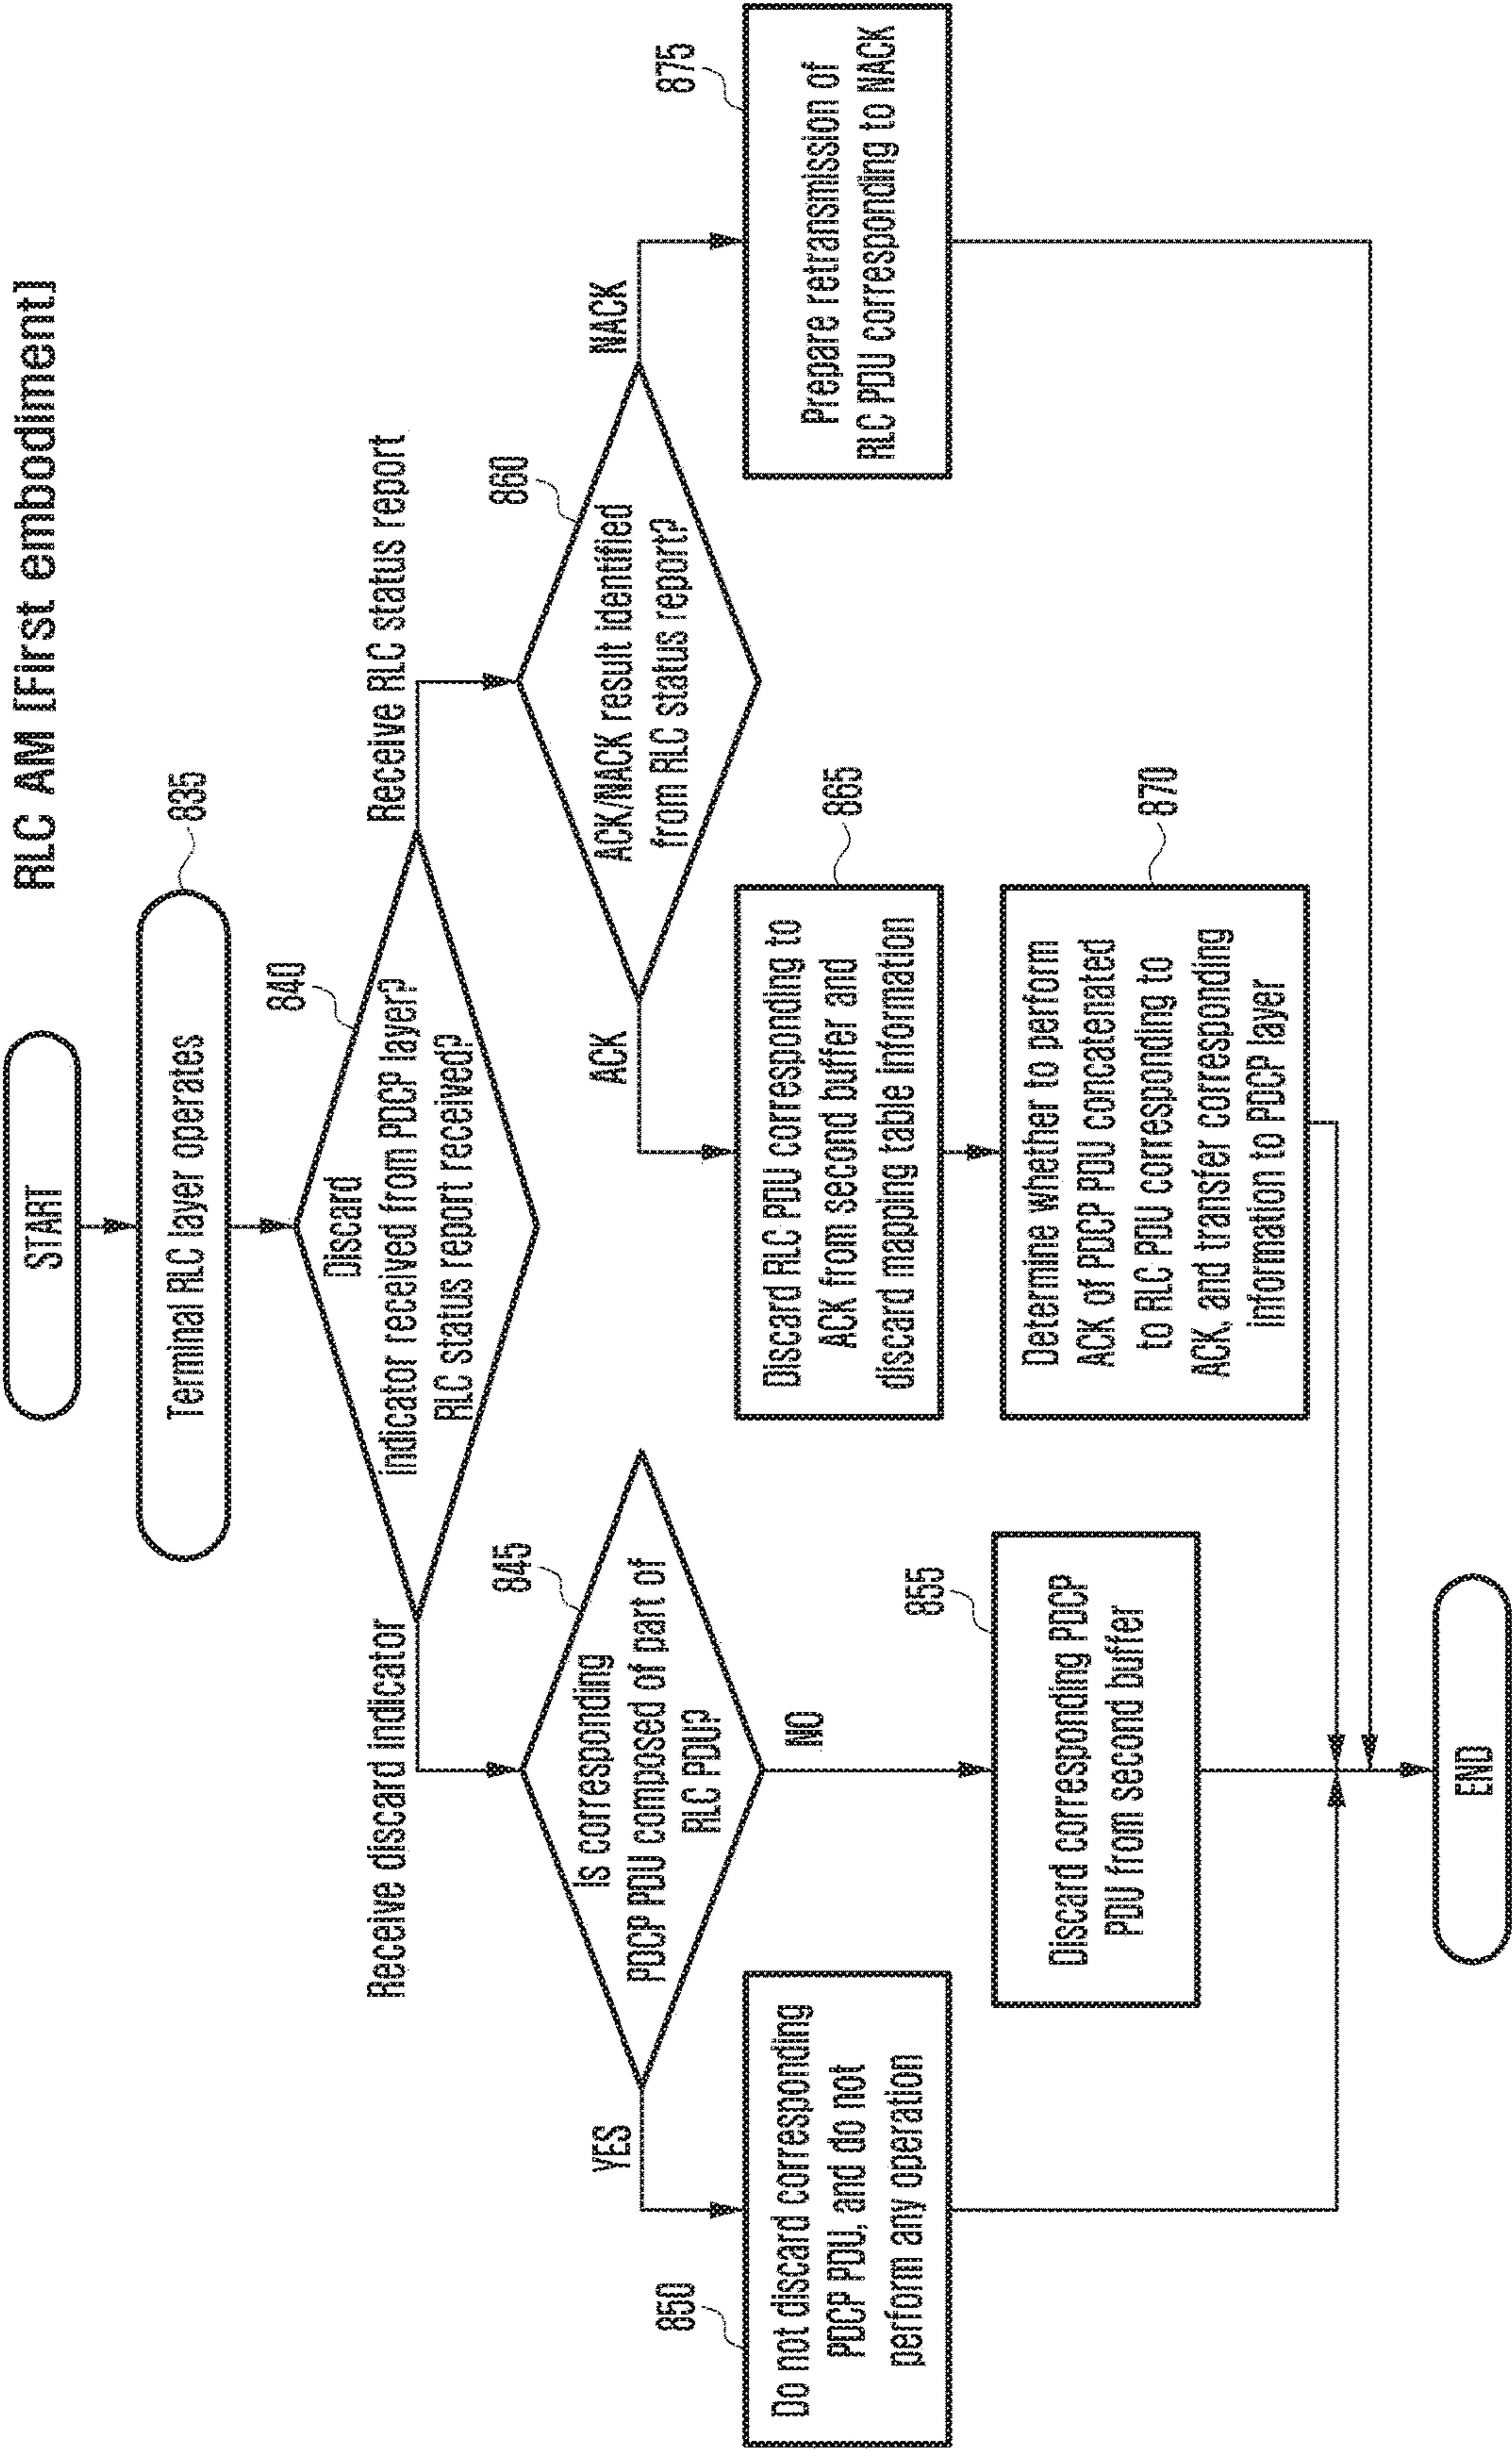 RLC AM [First embodiment]
START
835
Terminal RLC layer operates
840
Discard
indicator received from PDCP layer?
RLC status report received?
Receive discard indicator
Receive RLC status report
845
Is corresponding
PDCP PDU composed of part of
RLC PDU?
YES
NO
850
Do not discard corresponding
PDCP PDU, and do not
perform any operation
855
Discard corresponding PDCP
PDU from second buffer
860
ACK/NACK result identified
from RLC status report?
ACK
NACK
865
Discard RLC PDU corresponding to
ACK from second buffer and
discard mapping table information
870
Determine whether to perform
ACK of PDCP PDU concatenated
to RLC PDU corresponding to
ACK, and transfer corresponding
information to PDCP layer
875
Prepare retransmission of
RLC PDU corresponding to NACK
END